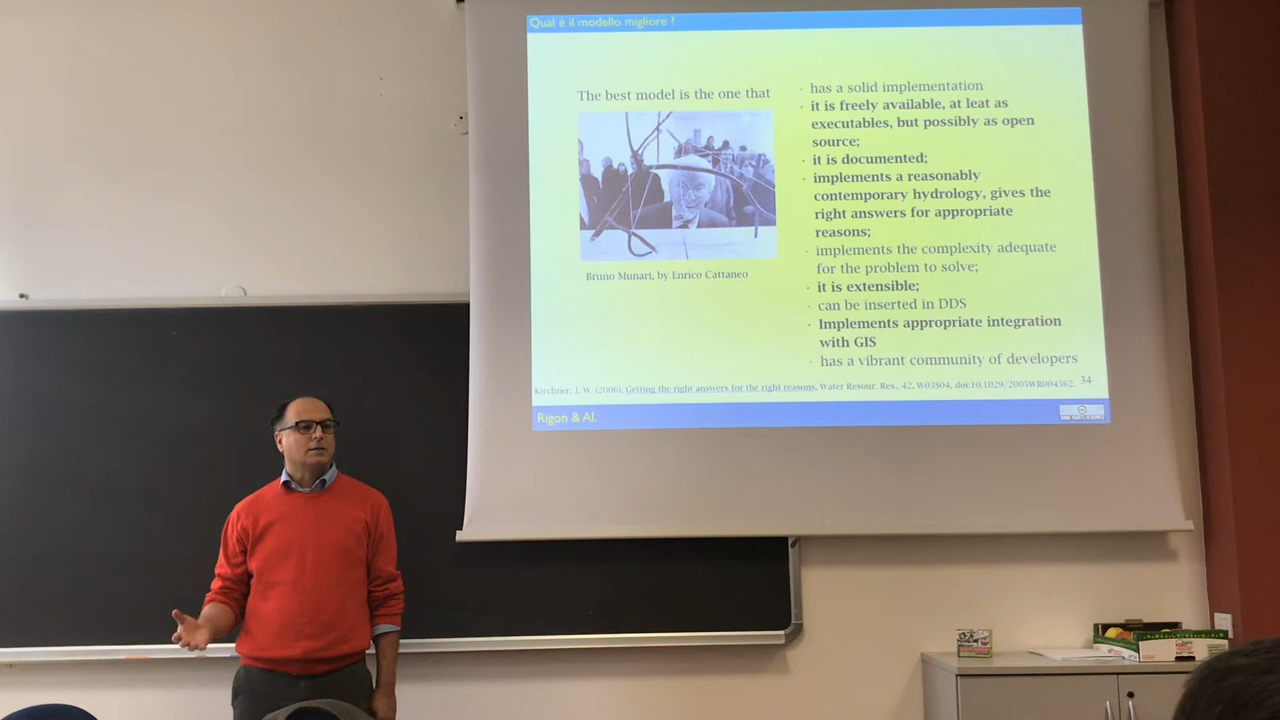 Qual è il modello migliore ?
The best model is the one that
Bruno Munari, by Enrico Cattaneo
· has a solid implementation
· it is freely available, at leat as
executables, but possibly as open
source;
· it is documented;
· implements a reasonably
contemporary hydrology, gives the
right answers for appropriate
reasons;
· implements the complexity adequate
for the problem to solve;
· it is extensible;
· can be inserted in DDS
· Implements appropriate integration
with GIS
· has a vibrant community of developers
Kirchner, J. W. (2006), Getting the right answers for the right reasons, Water Resour. Res., 42, W03S04, doi:10.1029/2005WR004362.
34
Rigon & Al.